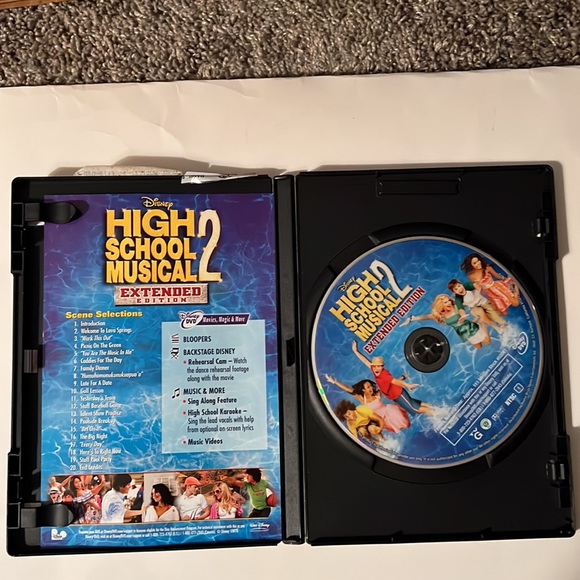 Disney
HIGH
SCHOOL
MUSICAL 2
EXTENDED
EDITION
Scene Selections
1. Introduction
2. Welcome To Lava Springs
3. "Work This Out"
4. Picnic On The Green
5. "You Are The Music In Me"
6. Caddies For The Day
7. Family Dinner
8. "Humuhumunukunukuapua'a"
9. Late For A Date
10. Golf Lesson
11. Yesterday's Town
12. Staff Baseball Game
13. Talent Show Practice
14. Poolside Breakup
15.
16. The Big Night
17. "Every Day"
18. Here's To Right Now
19. Staff Pool Party
20. End Credits
Disney DVD Movies, Magic & More
BLOOPERS
BACKSTAGE DISNEY
• Rehearsal Cam – Watch
the dance rehearsal footage
along with the movie
MUSIC & MORE
• Sing Along Feature
• High School Karaoke –
Sing the lead vocals with help
from optional on-screen lyrics.
• Music Videos
Disney
HIGH
SCHOOL
MUSICAL 2
EXTENDED EDITION
DVD
NTSC 1
G